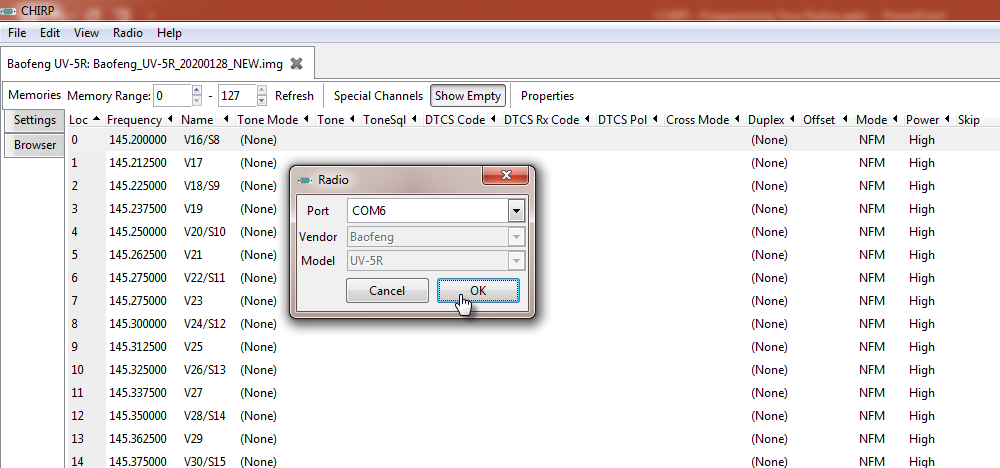 CHIRP
File Edit View Radio Help
Baofeng UV-5R: Baofeng_UV-5R_20200128_NEW.img
Memories Memory Range: 0 - 127 Refresh Special Channels Show Empty Properties
Settings
Browser
Loc Frequency Name Tone Mode Tone ToneSql DTCS Code DTCS Rx Code DTCS Pol Cross Mode Duplex Offset Mode Power Skip
0 145.200000 V16/S8 (None) (None) NFM High
1 145.212500 V17 (None) (None) NFM High
2 145.225000 V18/S9 (None) (None) NFM High
3 145.237500 V19 (None) (None) NFM High
4 145.250000 V20/S10 (None) (None) NFM High
5 145.262500 V21 (None) (None) NFM High
6 145.275000 V22/S11 (None) (None) NFM High
7 145.275000 V23 (None) (None) NFM High
8 145.300000 V24/S12 (None) (None) NFM High
9 145.312500 V25 (None) (None) NFM High
10 145.325000 V26/S13 (None) (None) NFM High
11 145.337500 V27 (None) (None) NFM High
12 145.350000 V28/S14 (None) (None) NFM High
13 145.362500 V29 (None) (None) NFM High
14 145.375000 V30/S15 (None) (None) NFM High
Radio
Port COM6
Vendor Baofeng
Model UV-5R
Cancel OK